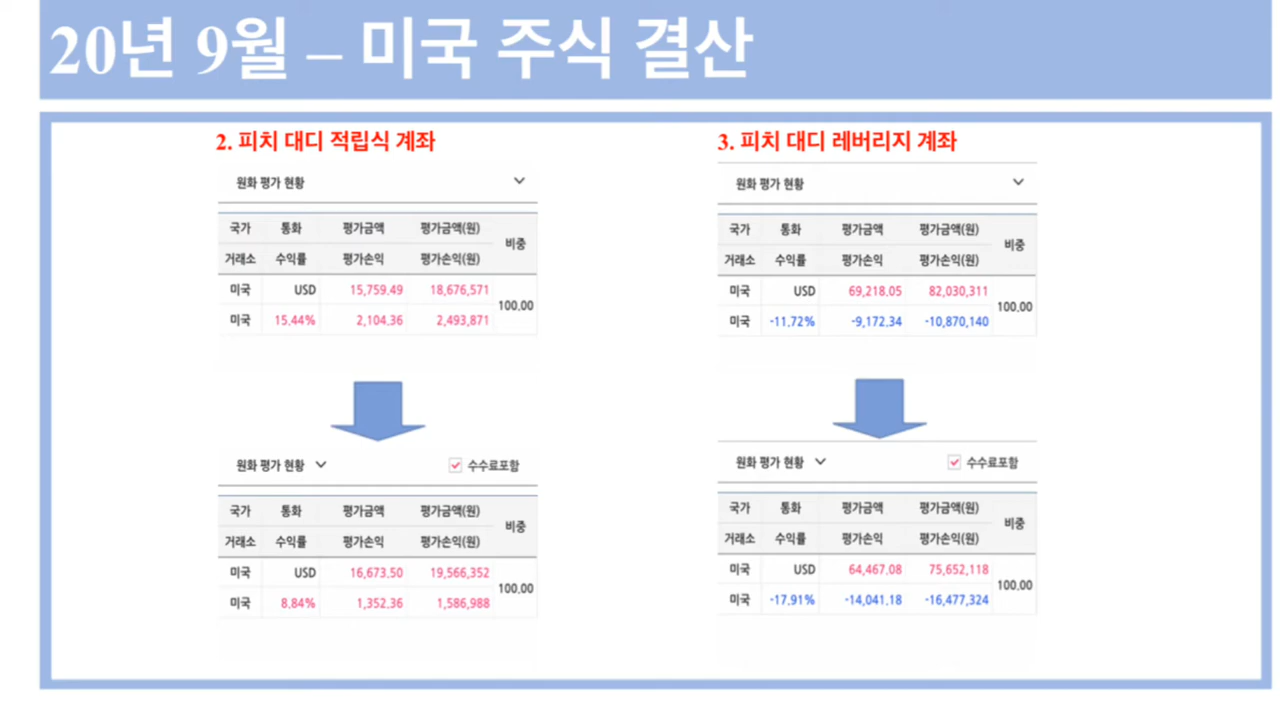 20년 9월 – 미국 주식 결산
2. 피치 대디 적립식 계좌
원화 평가 현황
국가 통화 평가금액 평가금액(원) 비중
거래소 수익률 평가손익 평가손익(원)
미국 USD 15,759.49 18,676,571 100.00
미국 15.44% 2,104.36 2,493,871
원화 평가 현황 수수료포함
국가 통화 평가금액 평가금액(원) 비중
거래소 수익률 평가손익 평가손익(원)
미국 USD 16,673.50 19,566,352 100.00
미국 8.84% 1,352.36 1,586,988
3. 피치 대디 레버리지 계좌
원화 평가 현황
국가 통화 평가금액 평가금액(원) 비중
거래소 수익률 평가손익 평가손익(원)
미국 USD 69,218.05 82,030,311 100.00
미국 -11.72% -9,172.34 -10,870,140
원화 평가 현황 수수료포함
국가 통화 평가금액 평가금액(원) 비중
거래소 수익률 평가손익 평가손익(원)
미국 USD 64,467.08 75,652,118 100.00
미국 -17.91% -14,041.18 -16,477,324